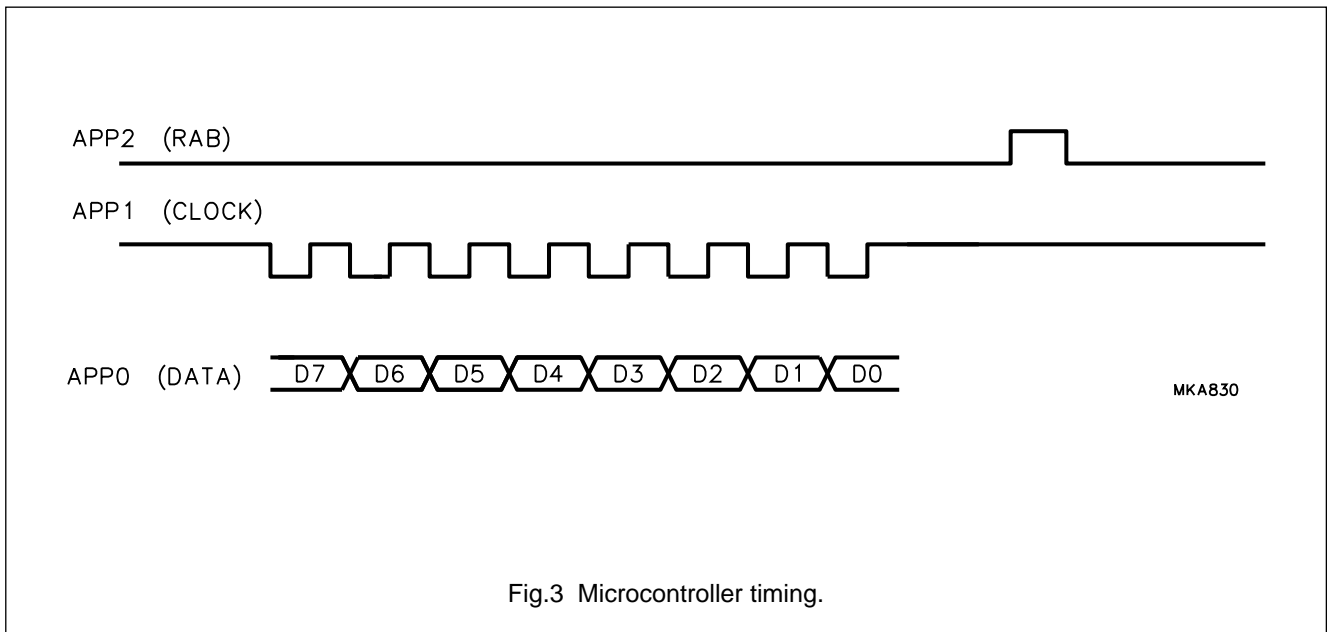 APP2 (RAB)
APP1 (CLOCK)
APP0 (DATA) D7 D6 D5 D4 D3 D2 D1 D0
MKA830
Fig.3 Microcontroller timing.